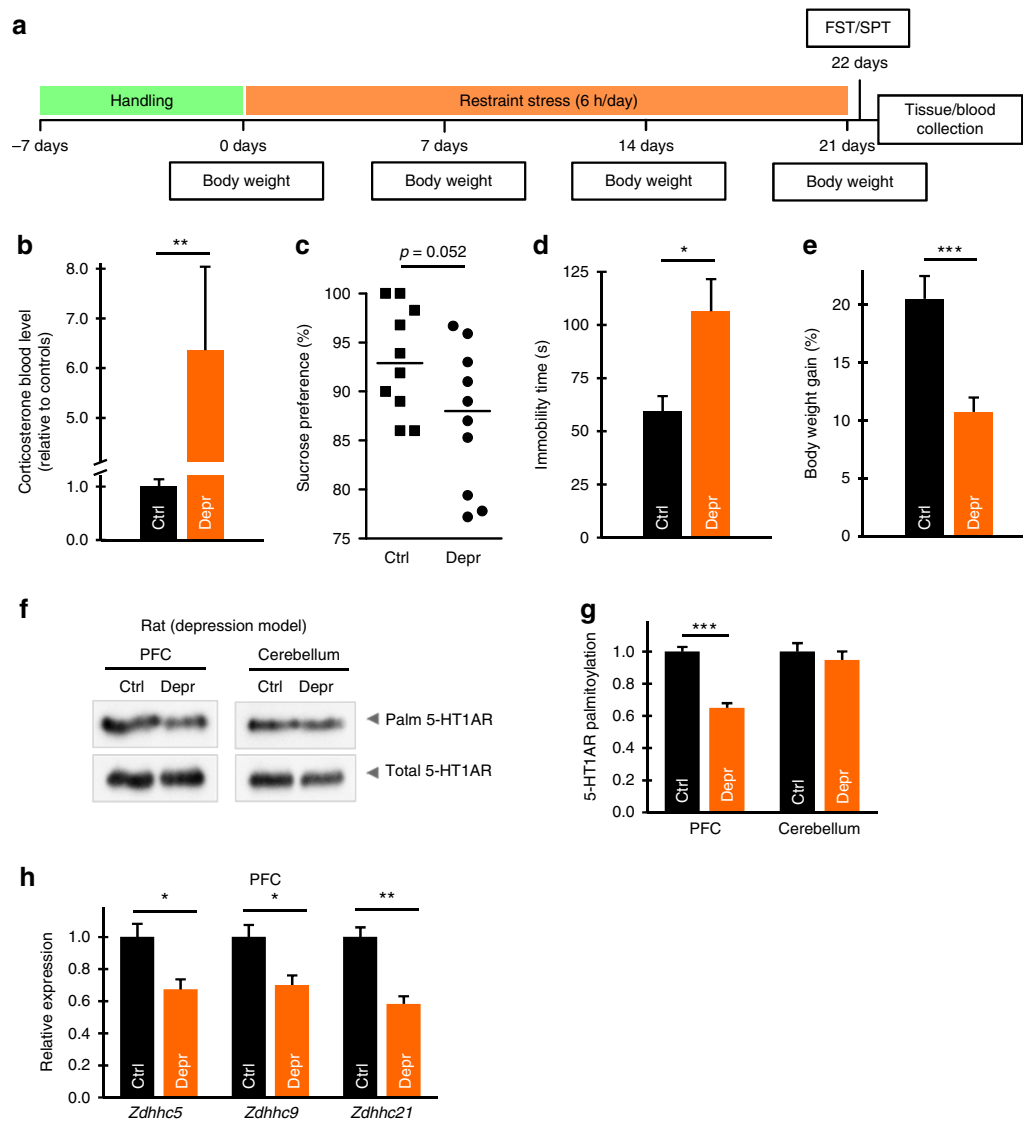 a
FST/SPT
22 days
Handling
Restraint stress (6 h/day)
Tissue/blood
collection
–7 days
0 days
7 days
14 days
21 days
Body weight
Body weight
Body weight
Body weight
b
**
Corticosterone blood level
(relative to controls)
8.0
7.0
6.0
5.0
1.0
0.0
Ctrl
Depr
c
p = 0.052
Sucrose preference (%)
100
95
90
85
80
75
Ctrl
Depr
d
*
Immobility time (s)
125
100
75
50
25
0
Ctrl
Depr
e
***
Body weight gain (%)
20
15
10
5
0
Ctrl
Depr
f
Rat (depression model)
PFC
Cerebellum
Ctrl Depr
Ctrl Depr
Palm 5-HT1AR
Total 5-HT1AR
g
***
5-HT1AR palmitoylation
1.0
0.8
0.6
0.4
0.2
0.0
Ctrl
Depr
Ctrl
Depr
PFC
Cerebellum
h
PFC
*
*
**
Relative expression
1.0
0.8
0.6
0.4
0.2
0.0
Ctrl
Depr
Ctrl
Depr
Ctrl
Depr
Zdhhc5
Zdhhc9
Zdhhc21